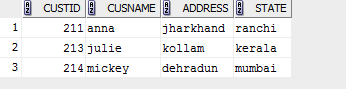 CUSTID CUSNAME ADDRESS STATE
1 211 anna jharkhand ranchi
2 213 julie kollam kerala
3 214 mickey dehradun mumbai